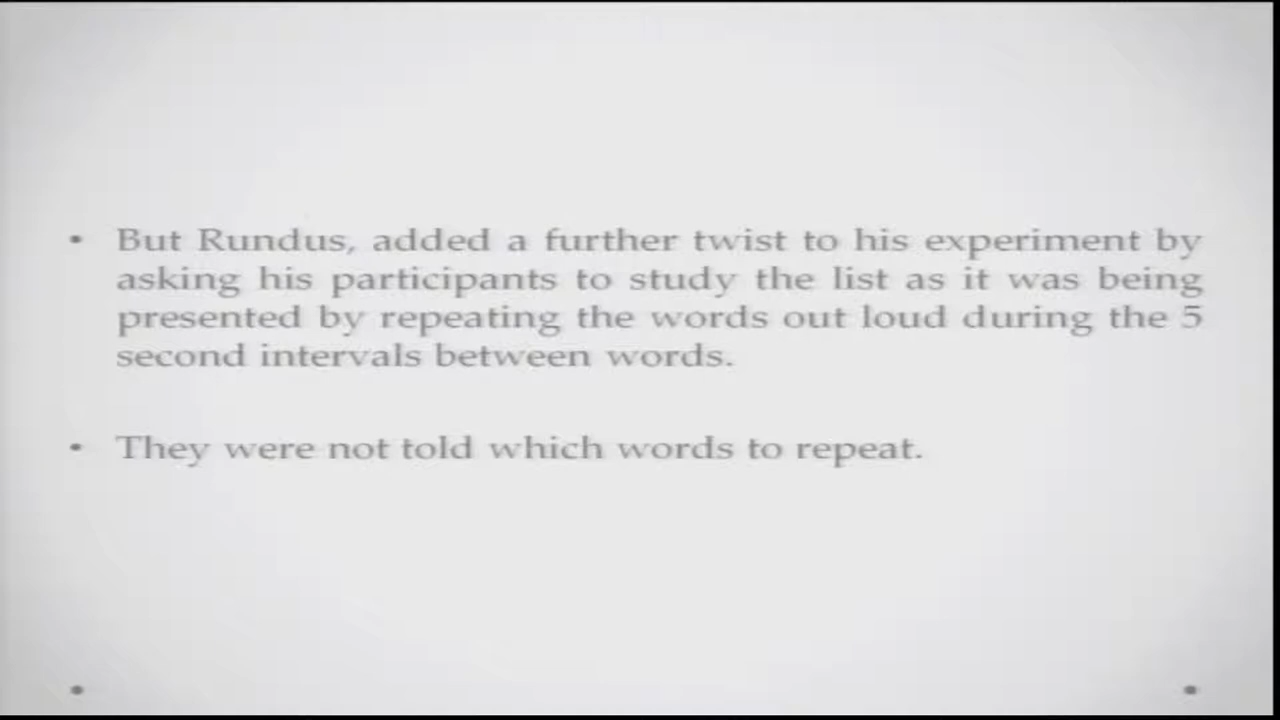 • But Rundus, added a further twist to his experiment by
asking his participants to study the list as it was being
presented by repeating the words out loud during the 5
second intervals between words.
• They were not told which words to repeat.